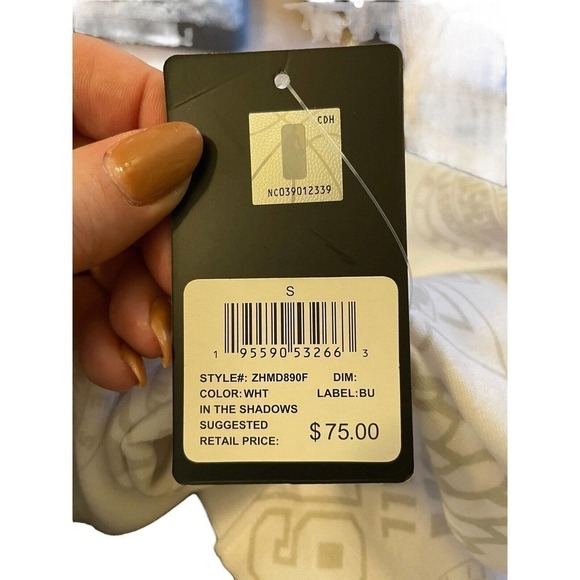 CDH
NC039012339
S
1 95590 53266 3
STYLE#: ZHMD890F DIM:
COLOR:WHT LABEL:BU
IN THE SHADOWS
SUGGESTED
RETAIL PRICE: $75.00